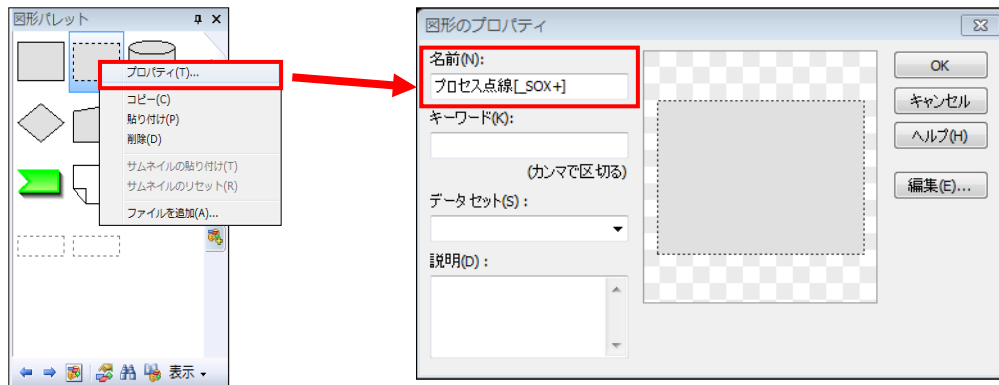 図形パレット
プロパティ(T)...
コピー(C)
貼り付け(P)
削除(D)
サムネイルの貼り付け(T)
サムネイルのリセット(R)
ファイルを追加(A)...
表示
図形のプロパティ
名前(N):
プロセス点線[_SOX+]
キーワード(K):
(カンマで区切る)
データ セット(S) :
説明(D) :
OK
キャンセル
ヘルプ(H)
編集(E)...